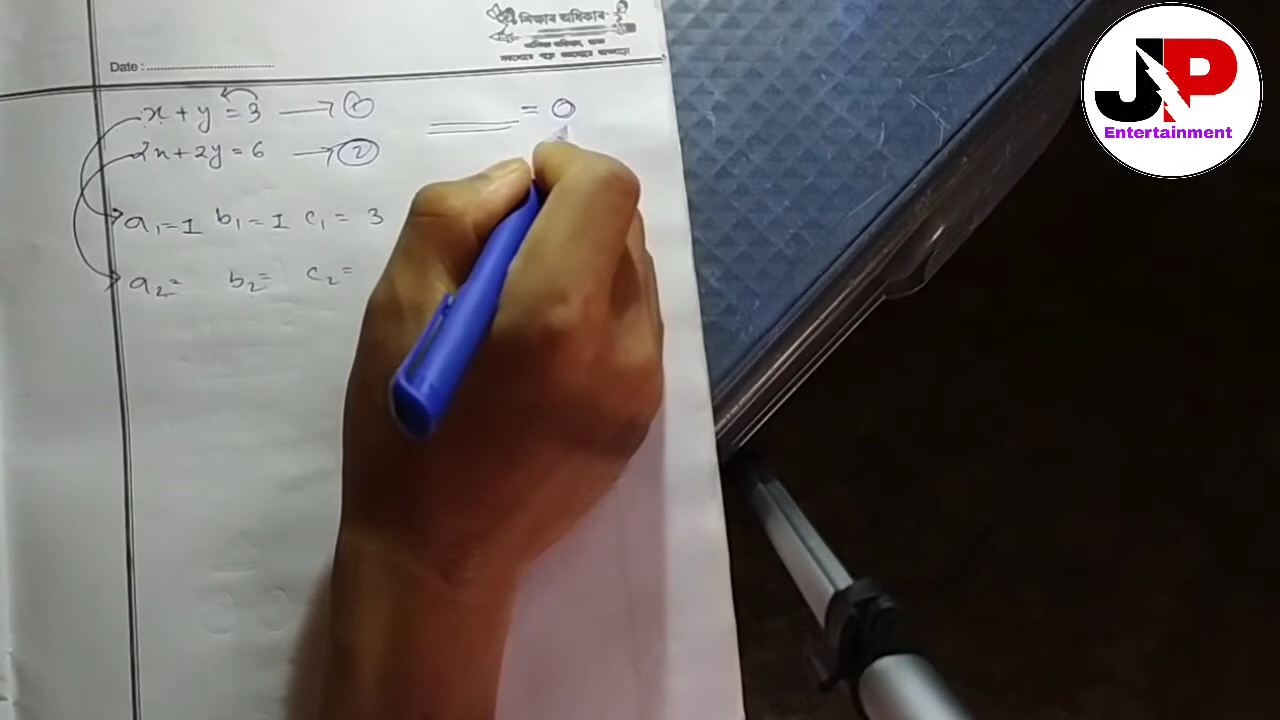 শিক্ষাৰ অধিকাৰ
Date :
x + y = 3 → ①
= 0
2x + 2y = 6 → ②
a₁=1 b₁=1 c₁= 3
a₂= b₂= c₂=
JP
Entertainment